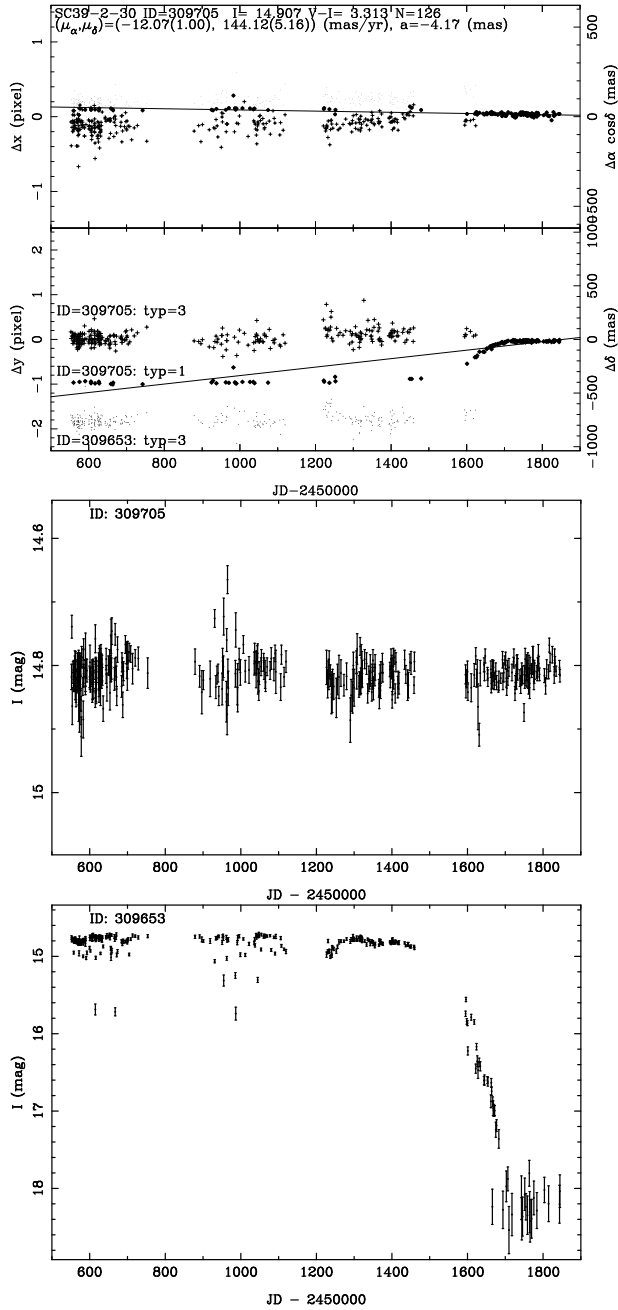 SC39-2-30 ID=309705 I= 14.907 V-I= 3.313 N=126
(μα,μδ)=(-12.07(1.00), 144.12(5.16)) (mas/yr), a=-4.17 (mas)
1
0
-1
Δx (pixel)
500
0
-500
Δα cosδ (mas)
2
1
0
-1
-2
Δy (pixel)
1000
500
0
-500
-1000
Δδ (mas)
ID=309705: typ=3
ID=309705: typ=1
ID=309653: typ=3
600 800 1000 1200 1400 1600 1800
JD-2450000
ID: 309705
14.6
14.8
15
I (mag)
600 800 1000 1200 1400 1600 1800
JD - 2450000
ID: 309653
15
16
17
18
I (mag)
600 800 1000 1200 1400 1600 1800
JD - 2450000